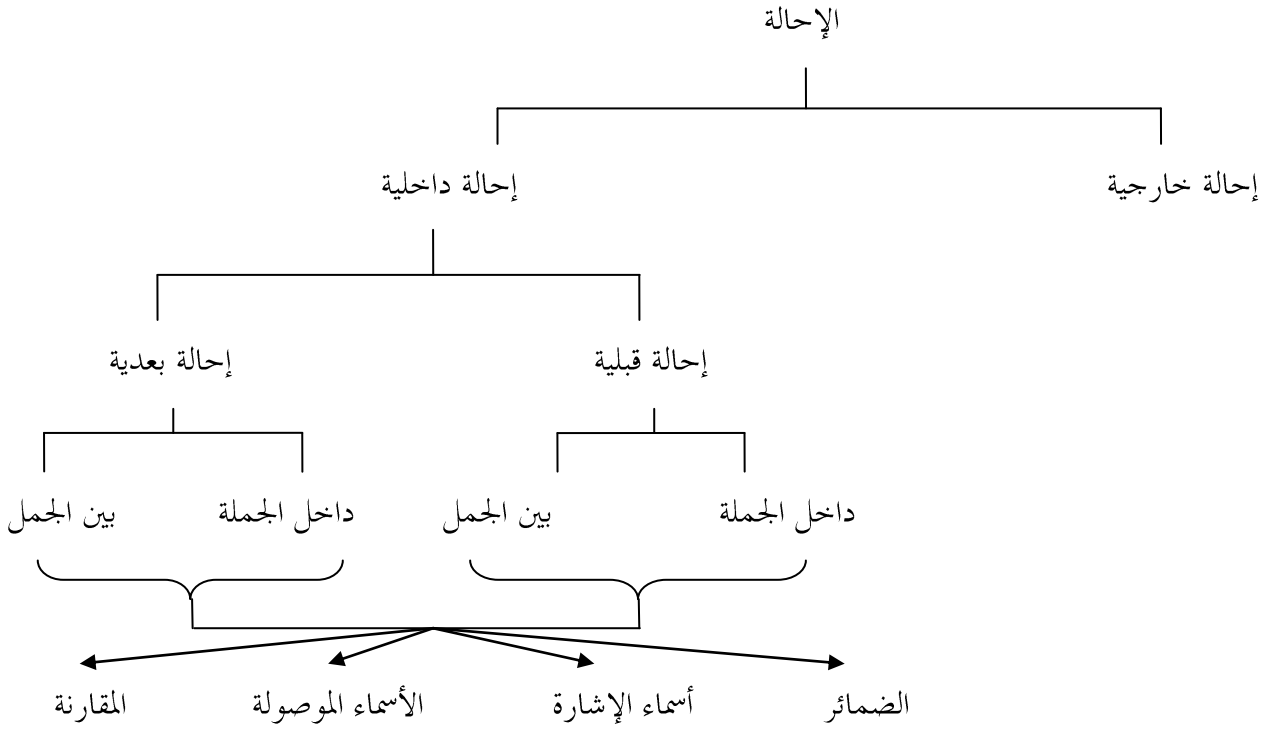 الإحالة
إحالة خارجية
إحالة داخلية
إحالة قبلية
إحالة بعدية
داخل الجملة
بين الجمل
داخل الجملة
بين الجمل
الضمائر
أسماء الإشارة
الأسماء الموصولة
المقارنة